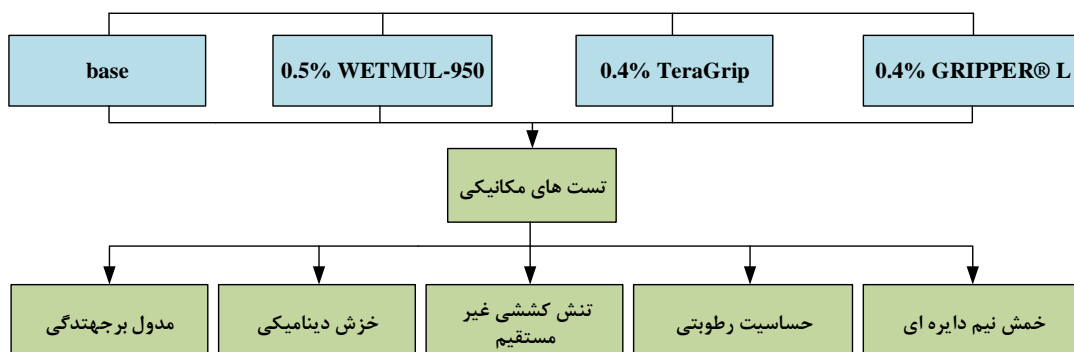 base
0.5% WETMUL-950
0.4% TeraGrip
0.4% GRIPPER® L
تست های مکانیکی
خمش نیم دایره ای
حساسیت رطوبتی
تنش کششی غیر
مستقیم
خزش دینامیکی
مدول برجهتدگی